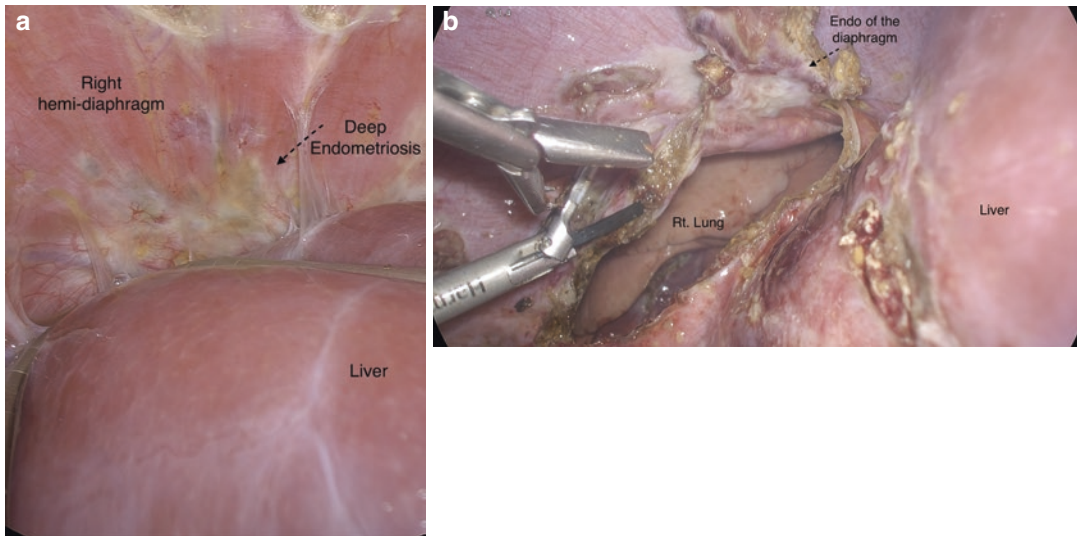 a
Right
hemi-diaphragm
Deep
Endometriosis
Liver
b
Endo of the
diaphragm
Rt. Lung
Liver